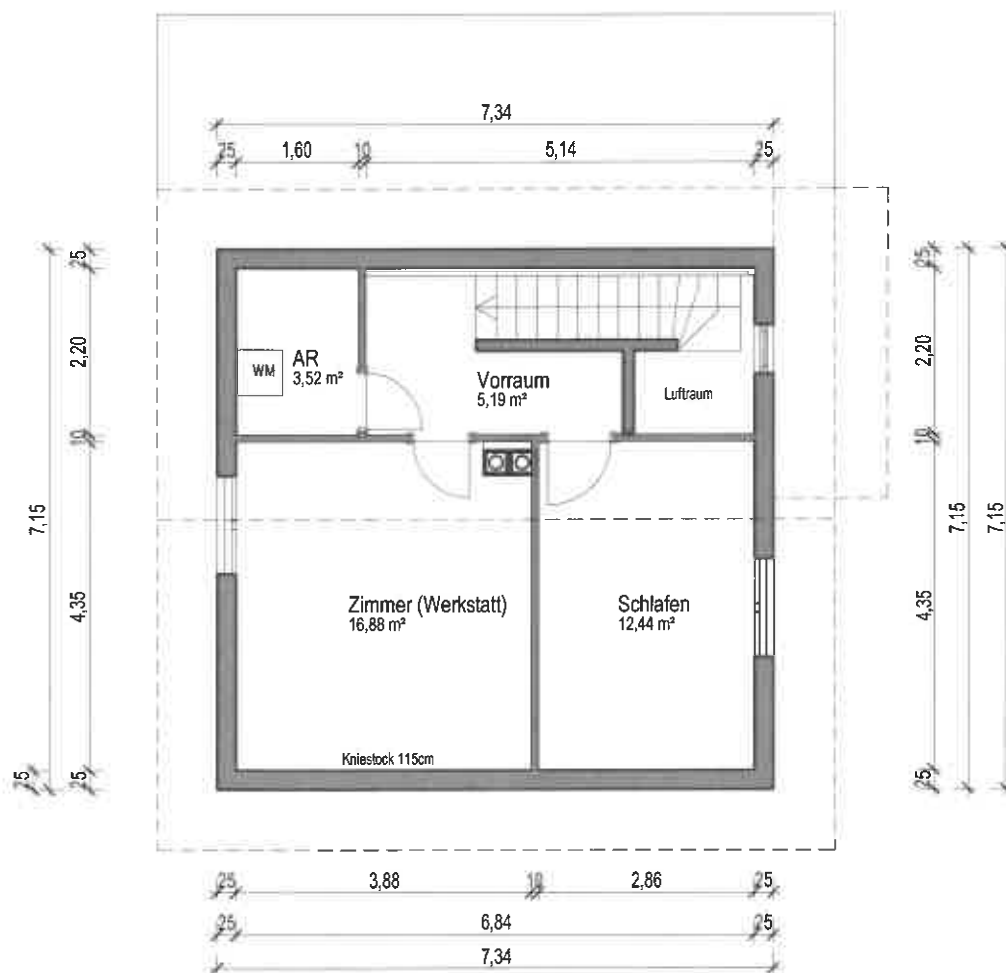 7,34
25
1,60
10
5,14
25
25
2,20
10
4,35
25
7,15
25
AR
3,52 m²
WM
Vorraum
5,19 m²
Luftraum
Zimmer (Werkstatt)
16,88 m²
Schlafen
12,44 m²
Kniestock 115cm
25
2,20
10
4,35
25
7,15
7,15
25
3,88
10
2,86
25
25
6,84
25
7,34